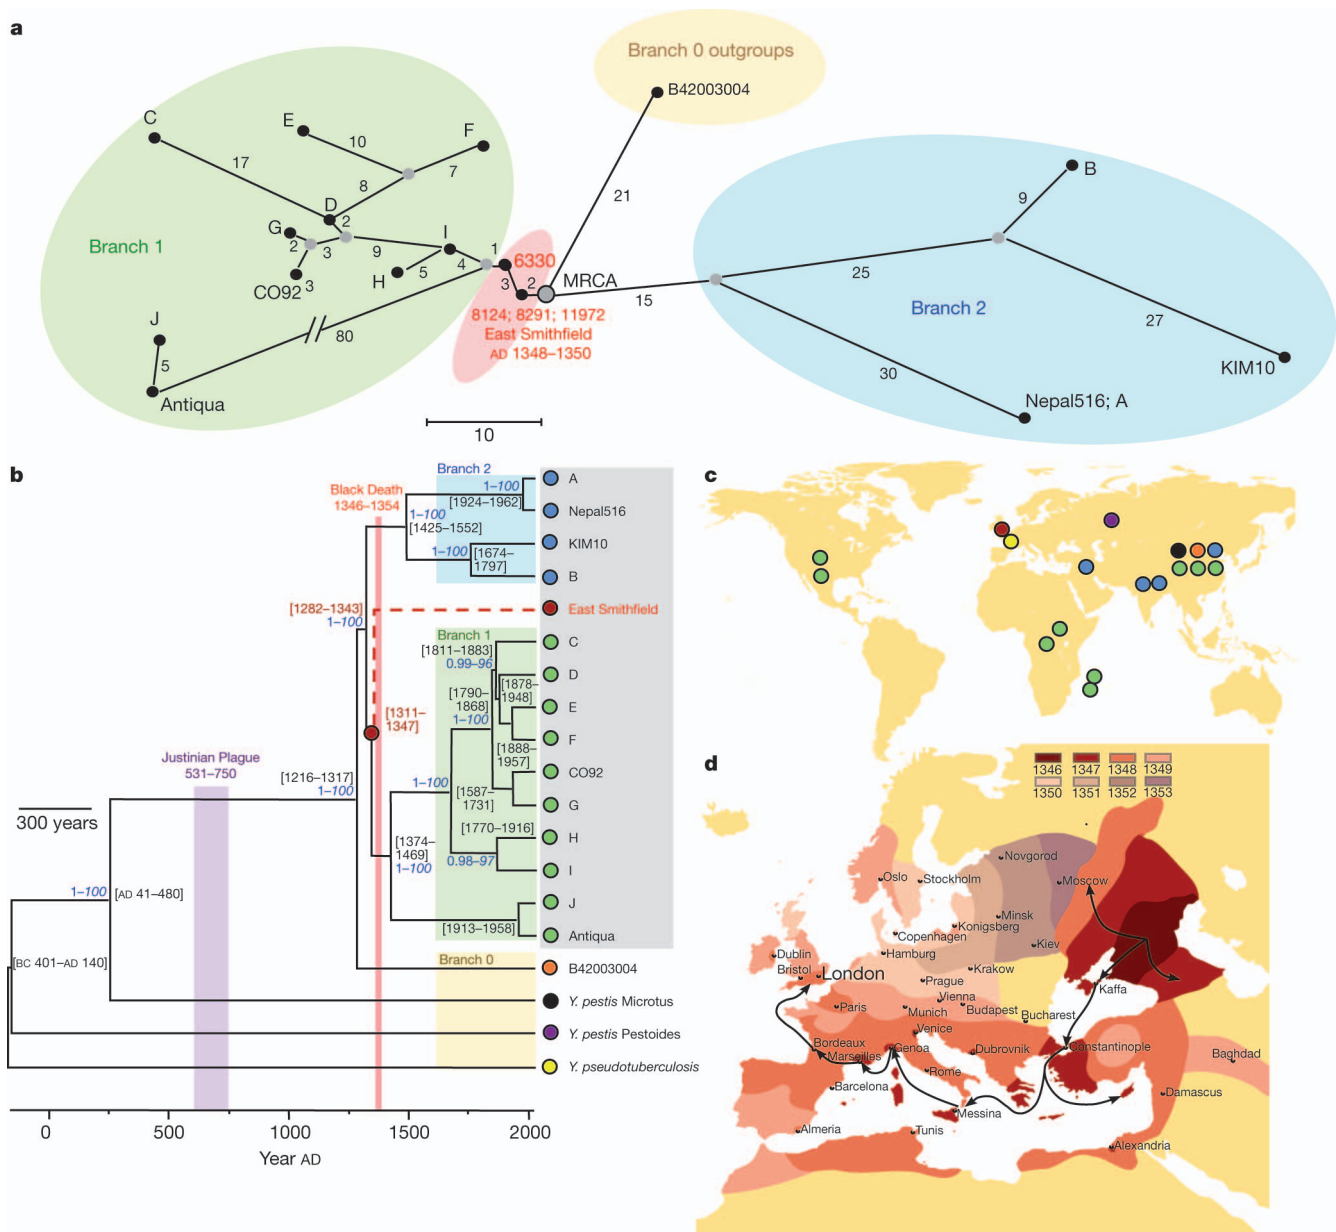 a
Branch 0 outgroups
B42003004
C
E
F
10
17
7
8
D
2
G
2
3
9
I
1
Branch 1
CO92
3
H
5
4
6330
3
2
MRCA
21
15
8124; 8291; 11972
East Smithfield
AD 1348–1350
J
5
80
Antiqua
10
B
9
25
Branch 2
27
30
KIM10
Nepal516; A
b
Branch 2
Black Death
1346–1354
1–100
[1924–1962]
1–100
[1425–1552]
1–100
[1674–
1797]
A
Nepal516
KIM10
B
[1282–1343]
1–100
East Smithfield
Branch 1
[1811–1883]
0.99–96
[1878–
1948]
[1790–
1868]
1–100
[1311–
1347]
[1888–
1957]
C
D
E
F
CO92
G
H
I
J
Antiqua
Justinian Plague
531–750
[1216–1317]
1–100
1–100
[1587–
1731]
[1770–1916]
0.98–97
[1374–
1469]
1–100
[1913–1958]
300 years
1–100
[AD 41–480]
[BC 401–AD 140]
Branch 0
B42003004
Y. pestis Microtus
Y. pestis Pestoides
Y. pseudotuberculosis
0
500
1000
1500
2000
Year AD
c
d
1346
1347
1348
1349
1350
1351
1352
1353
Novgorod
Oslo
Stockholm
Moscow
Minsk
Konigsberg
Copenhagen
Kiev
Dublin
Hamburg
Bristol
London
Krakow
Prague
Kaffa
Vienna
Paris
Munich
Budapest
Bucharest
Venice
Bordeaux
Genoa
Dubrovnik
Constantinople
Marseilles
Baghdad
Rome
Barcelona
Damascus
Messina
Almeria
Tunis
Alexandria